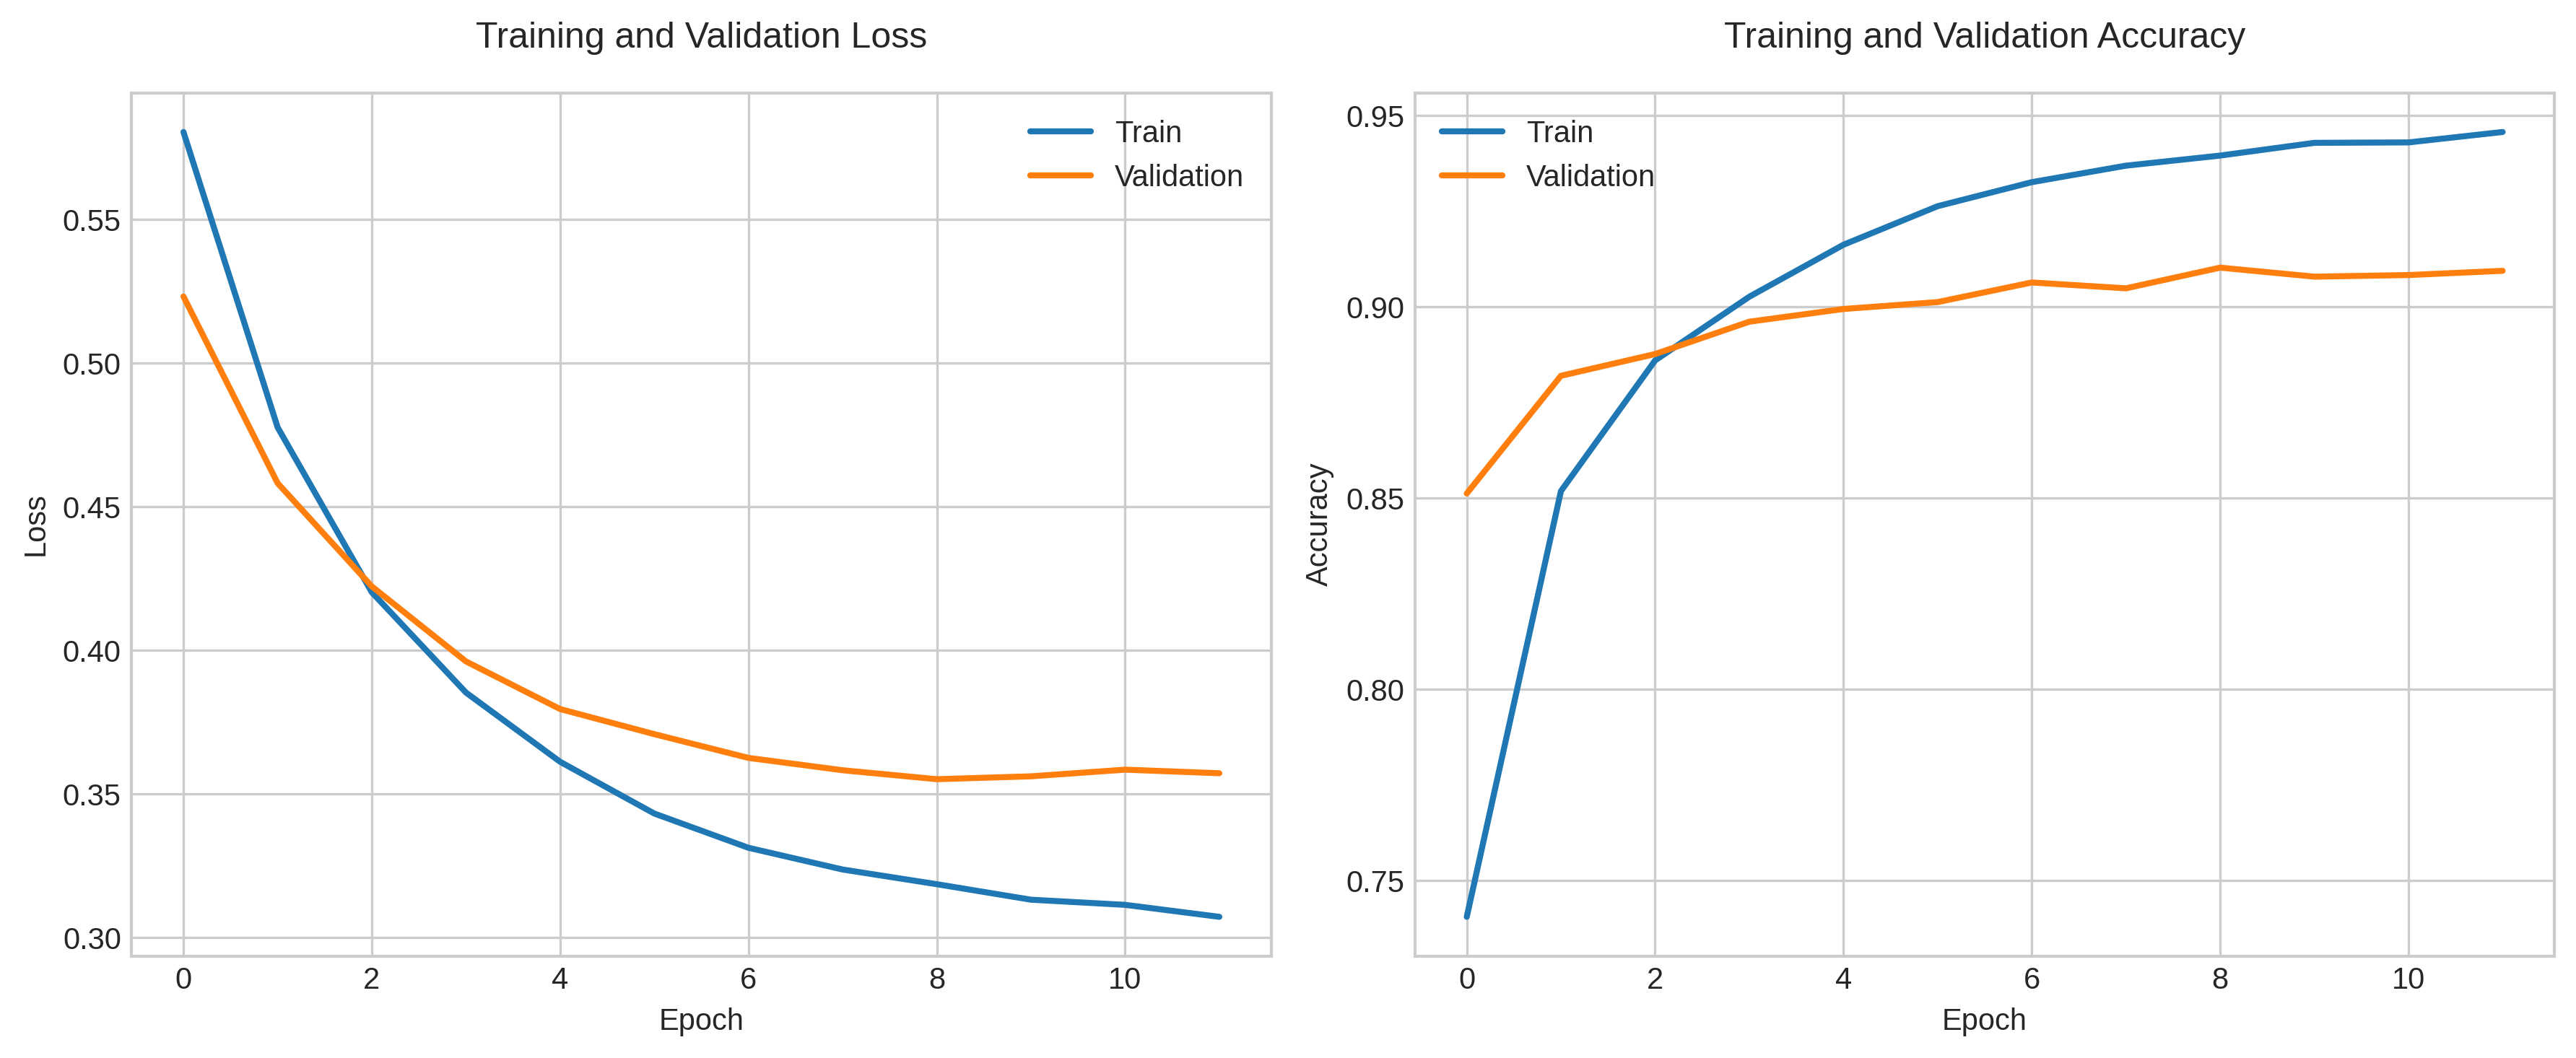 Training and Validation Loss
Train
Validation
0.55
0.50
0.45
0.40
0.35
0.30
Loss
0 2 4 6 8 10
Epoch
Training and Validation Accuracy
Train
Validation
0.95
0.90
0.85
0.80
0.75
Accuracy
0 2 4 6 8 10
Epoch